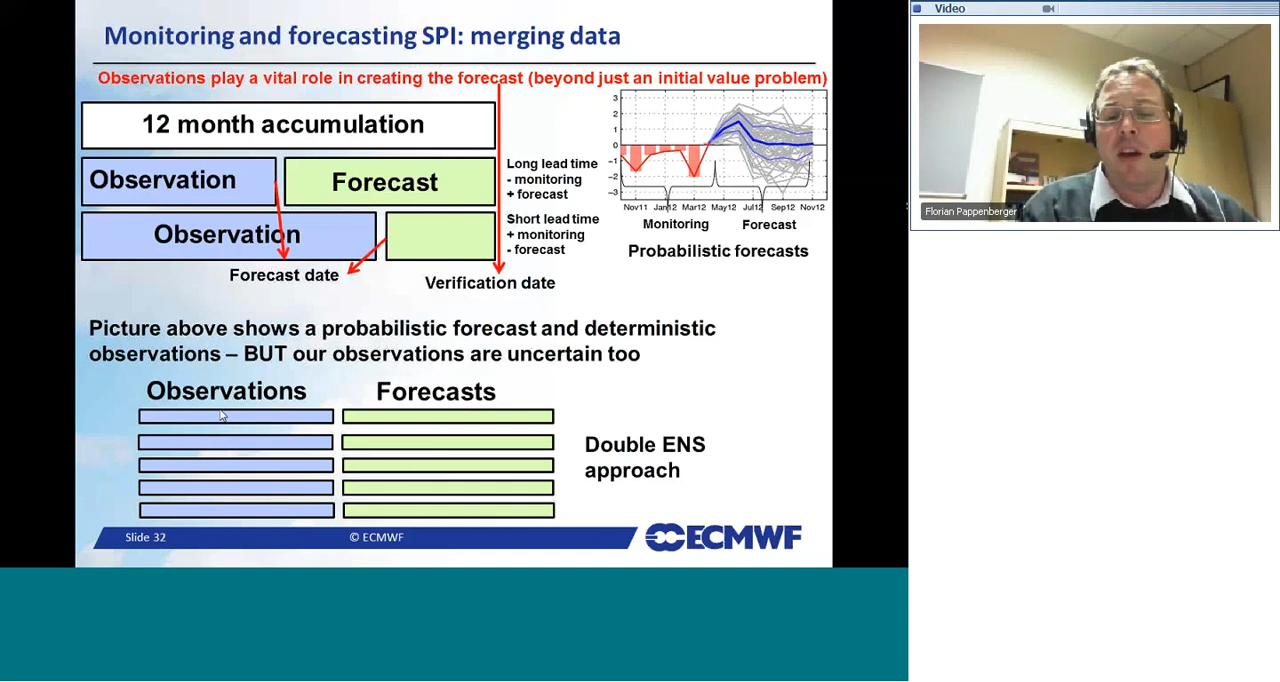 Monitoring and forecasting SPI: merging data
Observations play a vital role in creating the forecast (beyond just an initial value problem)
12 month accumulation
Observation
Forecast
Long lead time
- monitoring
+ forecast
Observation
Short lead time
+ monitoring
- forecast
Forecast date
Verification date
3
2
1
0
−1
−2
−3
Nov11 Jan12 Mar12 May12 Jul12 Sep12 Nov12
Monitoring Forecast
Probabilistic forecasts
Picture above shows a probabilistic forecast and deterministic
observations – BUT our observations are uncertain too
Observations Forecasts
Double ENS
approach
Slide 32
© ECMWF
ECMWF
Video
Florian Pappenberger